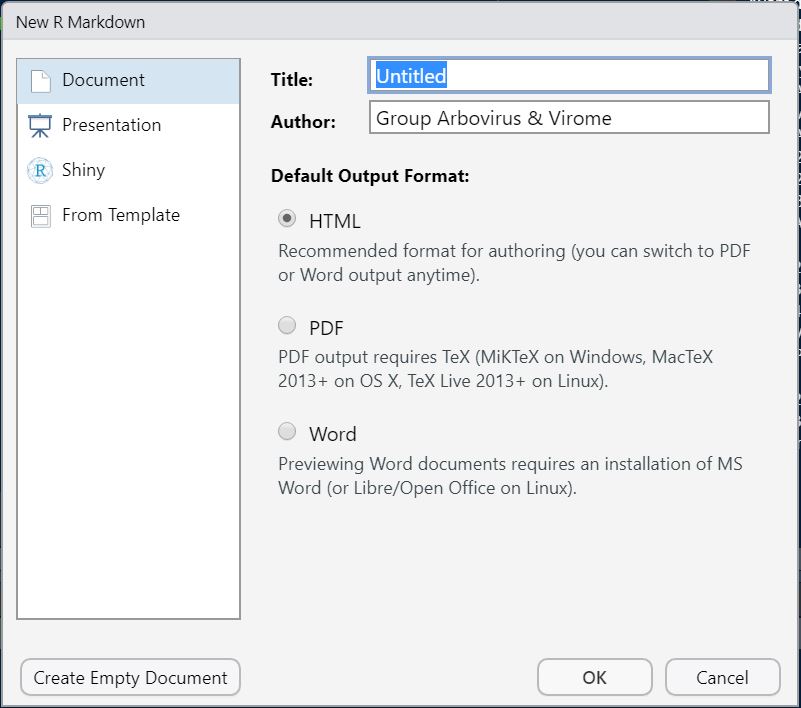 New R Markdown
Document
Presentation
Shiny
From Template
Title:
Untitled
Author:
Group Arbovirus & Virome
Default Output Format:
HTML
Recommended format for authoring (you can switch to PDF
or Word output anytime).
PDF
PDF output requires TeX (MiKTeX on Windows, MacTeX
2013+ on OS X, TeX Live 2013+ on Linux).
Word
Previewing Word documents requires an installation of MS
Word (or Libre/Open Office on Linux).
Create Empty Document
OK
Cancel